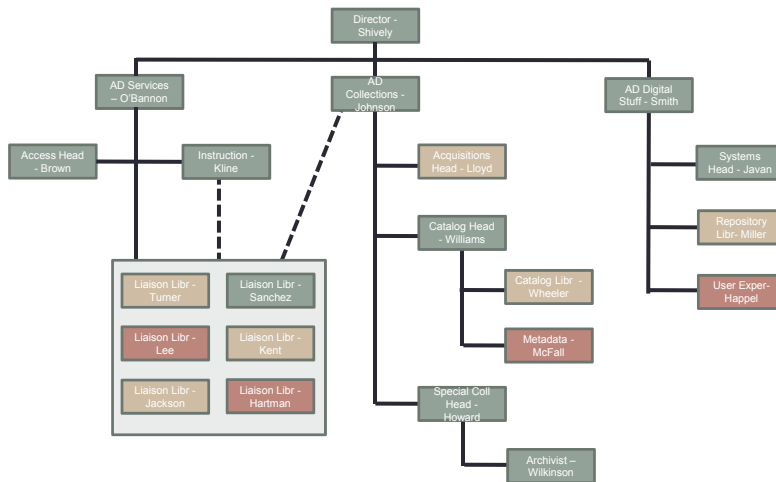 Director -
Shively
AD Services
– O'Bannon
AD
Collections -
Johnson
AD Digital
Stuff - Smith
Access Head
- Brown
Instruction -
Kline
Acquisitions
Head - Lloyd
Systems
Head - Javan
Catalog Head
- Williams
Repository
Libr- Miller
Liaison Libr -
Turner
Liaison Libr -
Sanchez
Catalog Libr -
Wheeler
User Exper-
Happel
Liaison Libr -
Lee
Liaison Libr -
Kent
Metadata -
McFall
Liaison Libr -
Jackson
Liaison Libr -
Hartman
Special Coll
Head -
Howard
Archivist –
Wilkinson